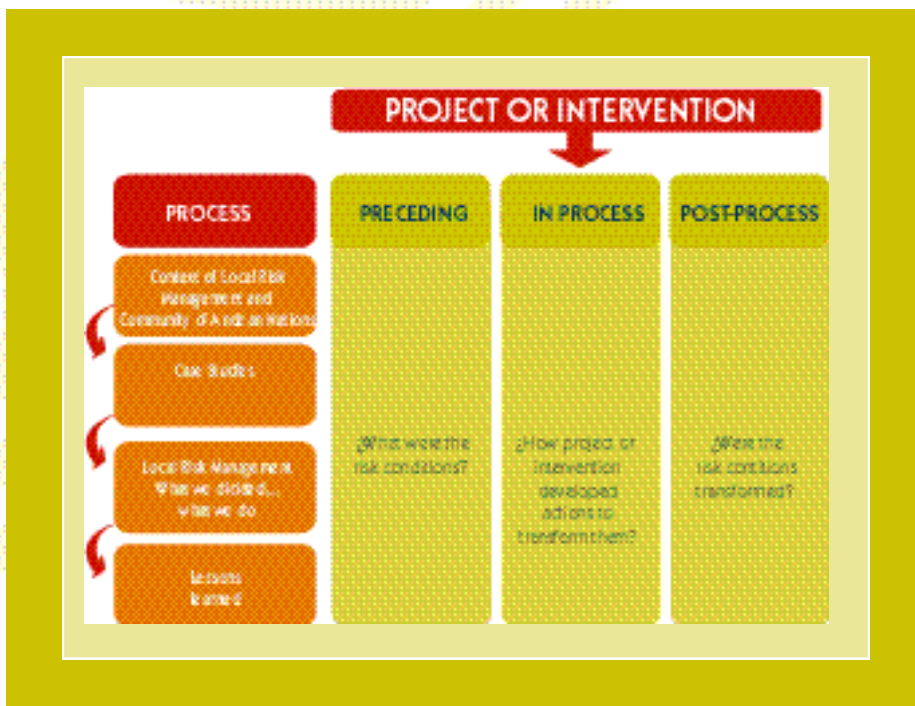 PROJECT OR INTERVENTION
PROCESS
PRECEDING
IN PROCESS
POST-PROCESS
Context of Local Risk
Management and
Community of Andean Nations
Case Studies
Local Risk Management.
What we dicided...
what we do
Lessons
learned
¿What were the
risk conditions?
¿How project or
intervention
developed
actions to
transform them?
¿Were the
risk conditions
transformed?